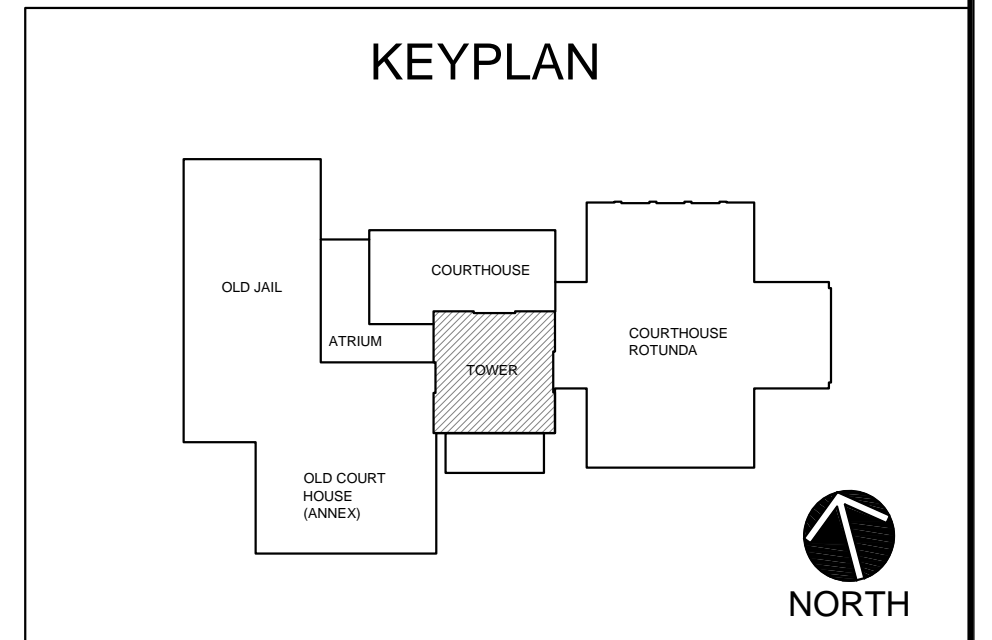 KEYPLAN
OLD JAIL
COURTHOUSE
ATRIUM
COURTHOUSE
ROTUNDA
TOWER
OLD COURT
HOUSE
(ANNEX)
NORTH